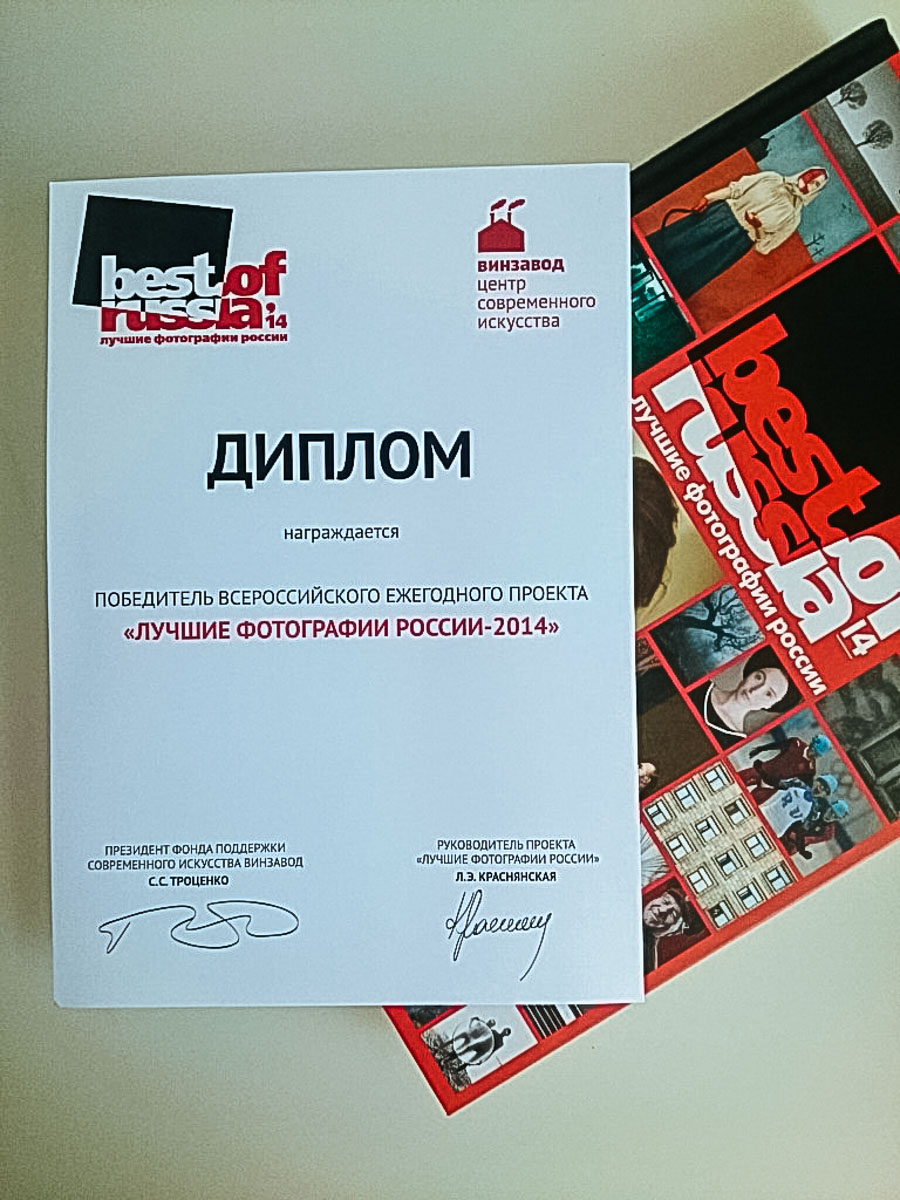 best of
russia'14
лучшие фотографии россии
винзавод
центр
современного
искусства
ДИПЛОМ
награждается
ПОБЕДИТЕЛЬ ВСЕРОССИЙСКОГО ЕЖЕГОДНОГО ПРОЕКТА
«ЛУЧШИЕ ФОТОГРАФИИ РОССИИ-2014»
ПРЕЗИДЕНТ ФОНДА ПОДДЕРЖКИ
СОВРЕМЕННОГО ИСКУССТВА ВИНЗАВОД
С.С. ТРОЦЕНКО
РУКОВОДИТЕЛЬ ПРОЕКТА
«ЛУЧШИЕ ФОТОГРАФИИ РОССИИ»
Л.Э. КРАСНЯНСКАЯ
best of
russia 14
лучшие фотографии россии